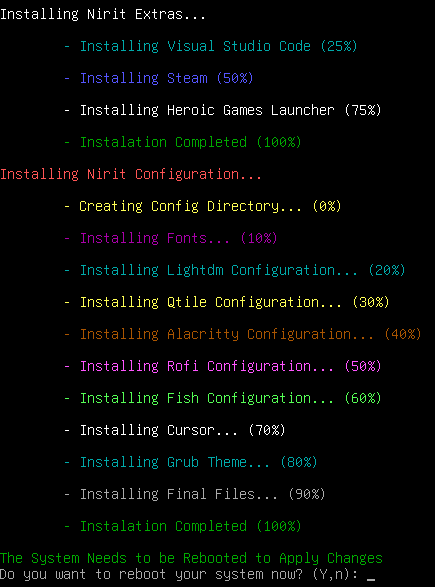 Installing Nirit Extras...
- Installing Visual Studio Code (25%)
- Installing Steam (50%)
- Installing Heroic Games Launcher (75%)
- Instalation Completed (100%)
Installing Nirit Configuration...
- Creating Config Directory... (0%)
- Installing Fonts... (10%)
- Installing Lightdm Configuration... (20%)
- Installing Qtile Configuration... (30%)
- Installing Alacritty Configuration... (40%)
- Installing Rofi Configuration... (50%)
- Installing Fish Configuration... (60%)
- Installing Cursor... (70%)
- Installing Grub Theme... (80%)
- Installing Final Files... (90%)
- Instalation Completed (100%)
The System Needs to be Rebooted to Apply Changes
Do you want to reboot your system now? (Y,n): _